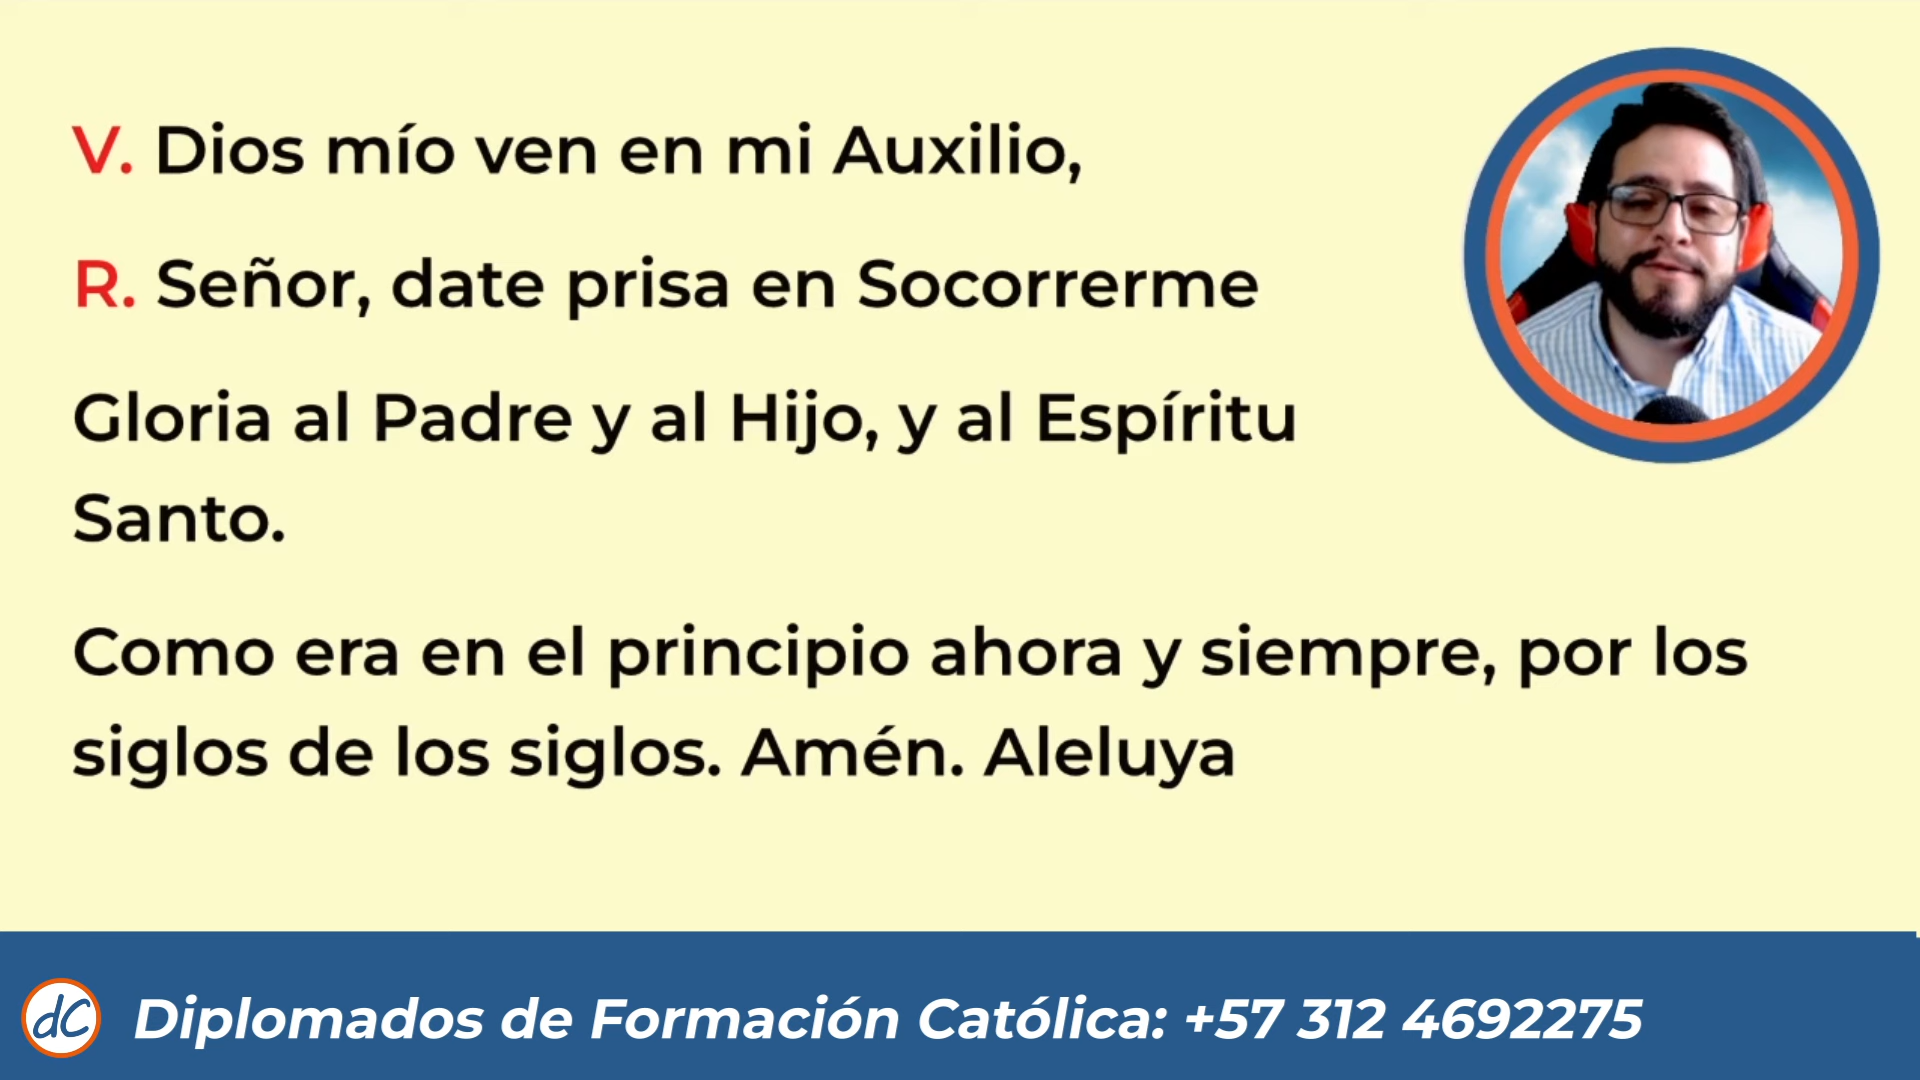 V. Dios mío ven en mi Auxilio,
R. Señor, date prisa en Socorrerme
Gloria al Padre y al Hijo, y al Espíritu
Santo.
Como era en el principio ahora y siempre, por los
siglos de los siglos. Amén. Aleluya
dC Diplomados de Formación Católica: +57 312 4692275